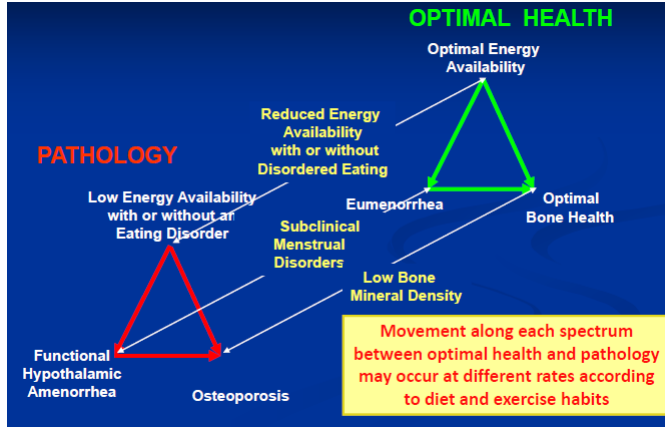 OPTIMAL HEALTH
Optimal Energy
Availability
Reduced Energy
Availability
with or without
Disordered Eating
PATHOLOGY
Low Energy Availability
with or without an
Eating Disorder
Eumenorrhea
Optimal
Bone Health
Subclinical
Menstrual
Disorders
Low Bone
Mineral Density
Functional
Hypothalamic
Amenorrhea
Osteoporosis
Movement along each spectrum
between optimal health and pathology
may occur at different rates according
to diet and exercise habits